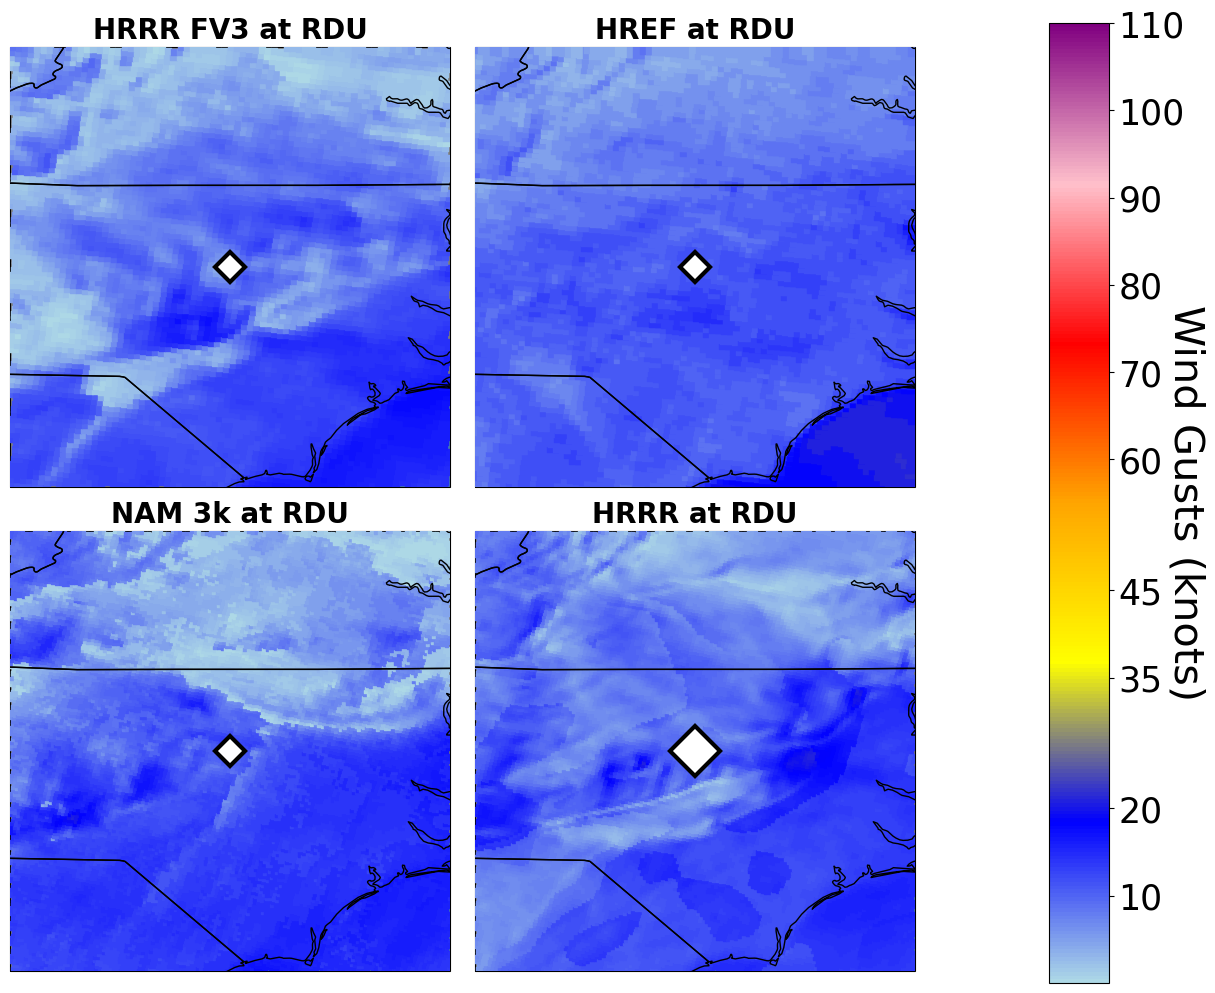 HRRR FV3 at RDU
HREF at RDU
NAM 3k at RDU
HRRR at RDU
110
100
90
80
70
60
45
35
20
10
Wind Gusts (knots)